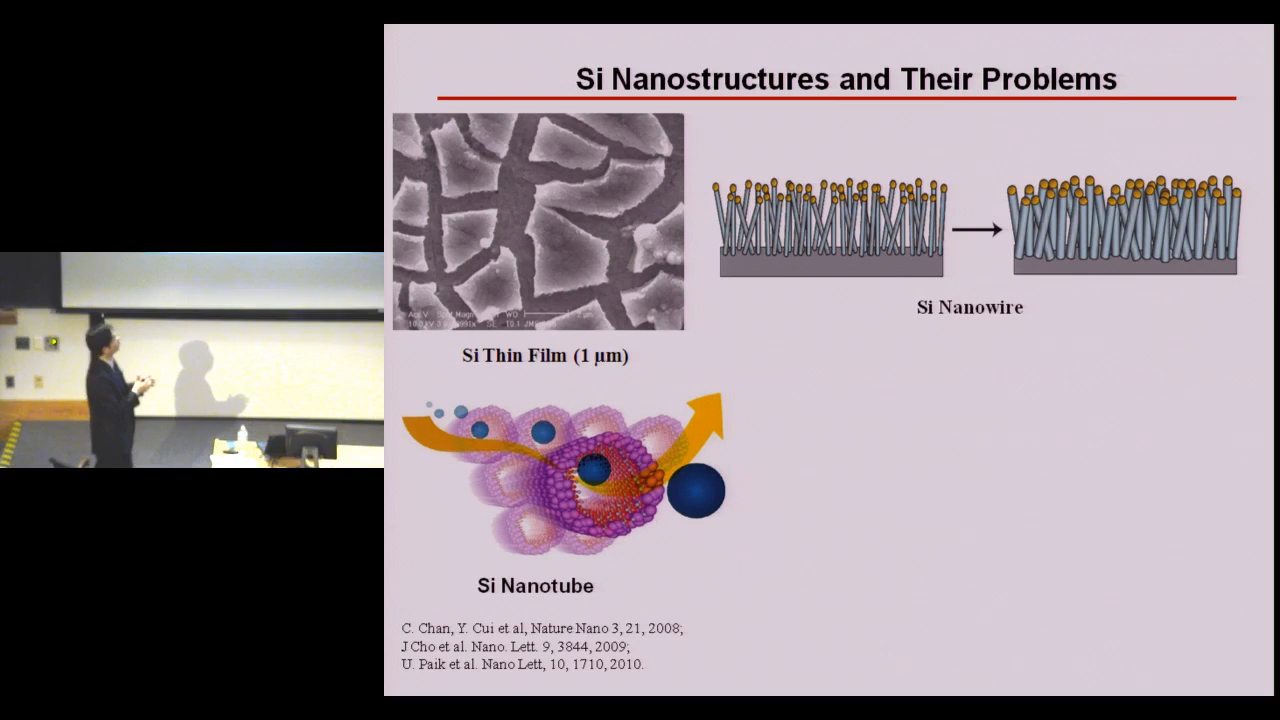 Si Nanostructures and Their Problems
Si Nanowire
Si Thin Film (1 μm)
Si Nanotube
C. Chan, Y. Cui et al, Nature Nano 3, 21, 2008;
J Cho et al. Nano. Lett. 9, 3844, 2009;
U. Paik et al. Nano Lett, 10, 1710, 2010.